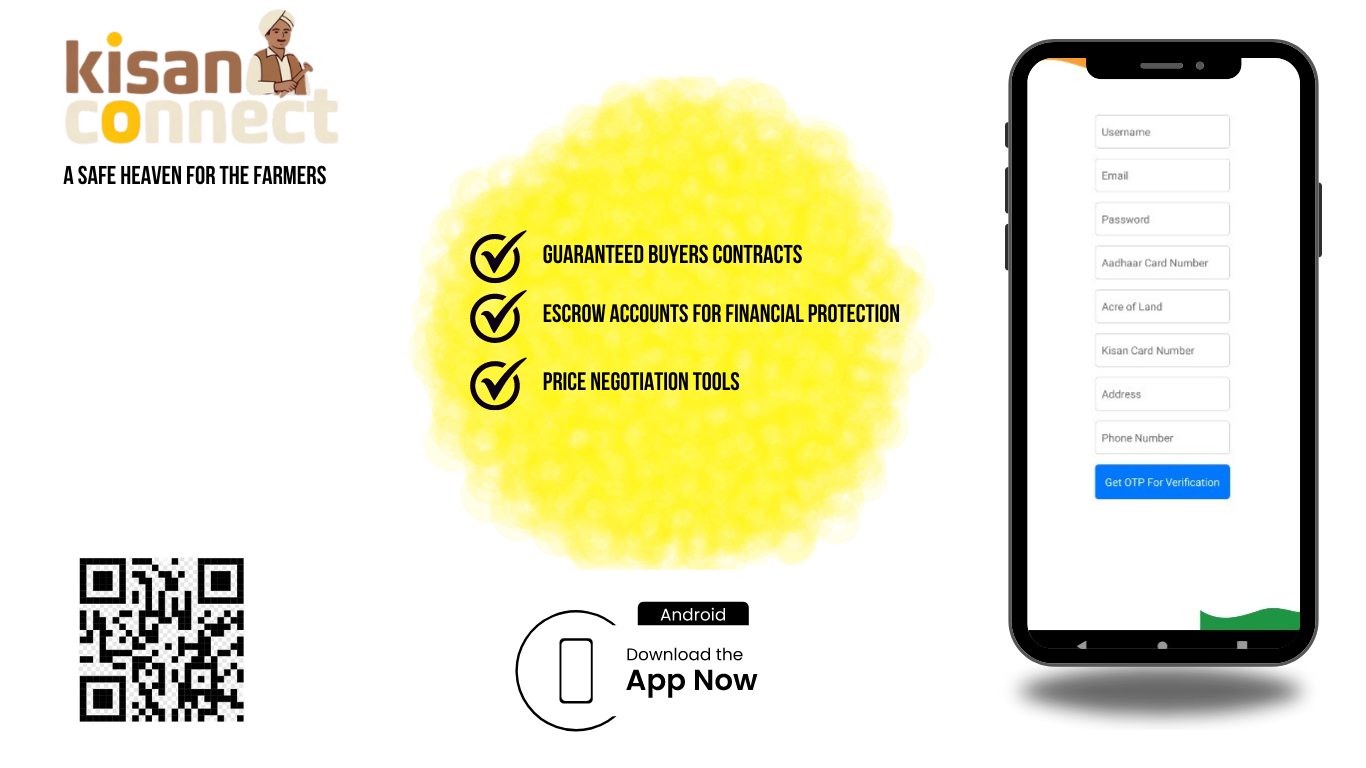 kisan
connect
A SAFE HEAVEN FOR THE FARMERS
GUARANTEED BUYERS CONTRACTS
ESCROW ACCOUNTS FOR FINANCIAL PROTECTION
PRICE NEGOTIATION TOOLS
Android
Download the
App Now
Username
Email
Password
Aadhaar Card Number
Acre of Land
Kisan Card Number
Address
Phone Number
Get OTP For Verification